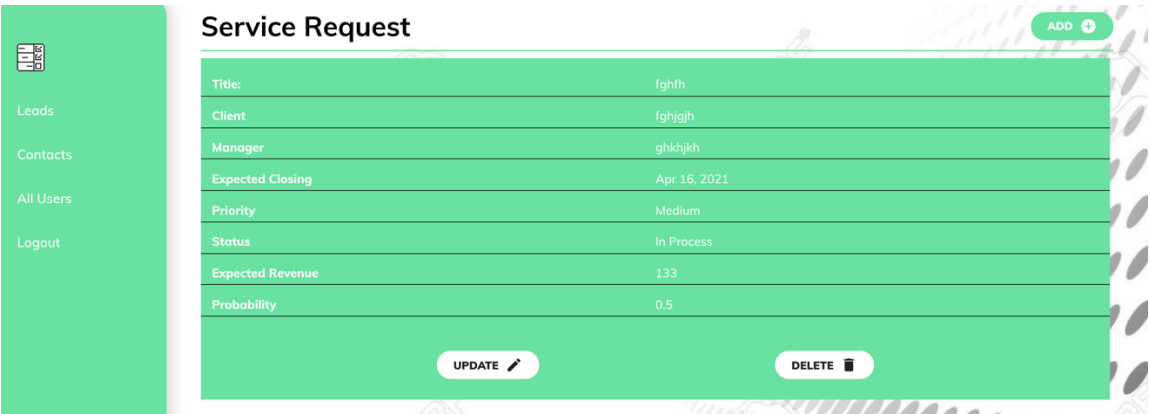 Service Request
ADD
Leads
Contacts
All Users
Logout
Title: fghfh
Client fghjgjh
Manager ghkhjkh
Expected Closing Apr 16, 2021
Priority Medium
Status In Process
Expected Revenue 133
Probability 0.5
UPDATE
DELETE